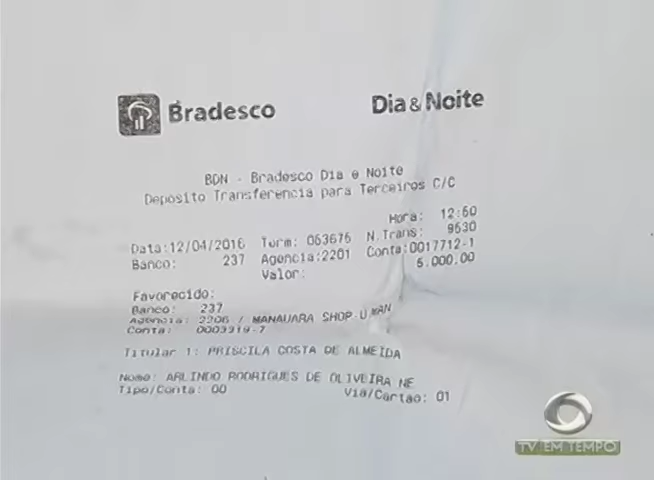 Bradesco Dia & Noite
BDN - Bradesco Dia e Noite
Deposito Transferencia para Terceiros C/C
Hora: 12:50
Data:12/04/2016 Term: 063676 N.Trans: 9530
Banco: 237 Agencia:2201 Conta:0017712-1
Valor: 5.000.00
Favorecido:
Banco: 237
Agencia: 2206 / MANAUARA SHOP-U.MAN
Conta: 0003319-7
Titular 1: PRISCILA COSTA DE ALMEIDA
Nome: ARLINDO RODRIGUES DE OLIVEIRA NE
Tipo/Conta: 00 Via/Cartao: 01
TV EM TEMPO